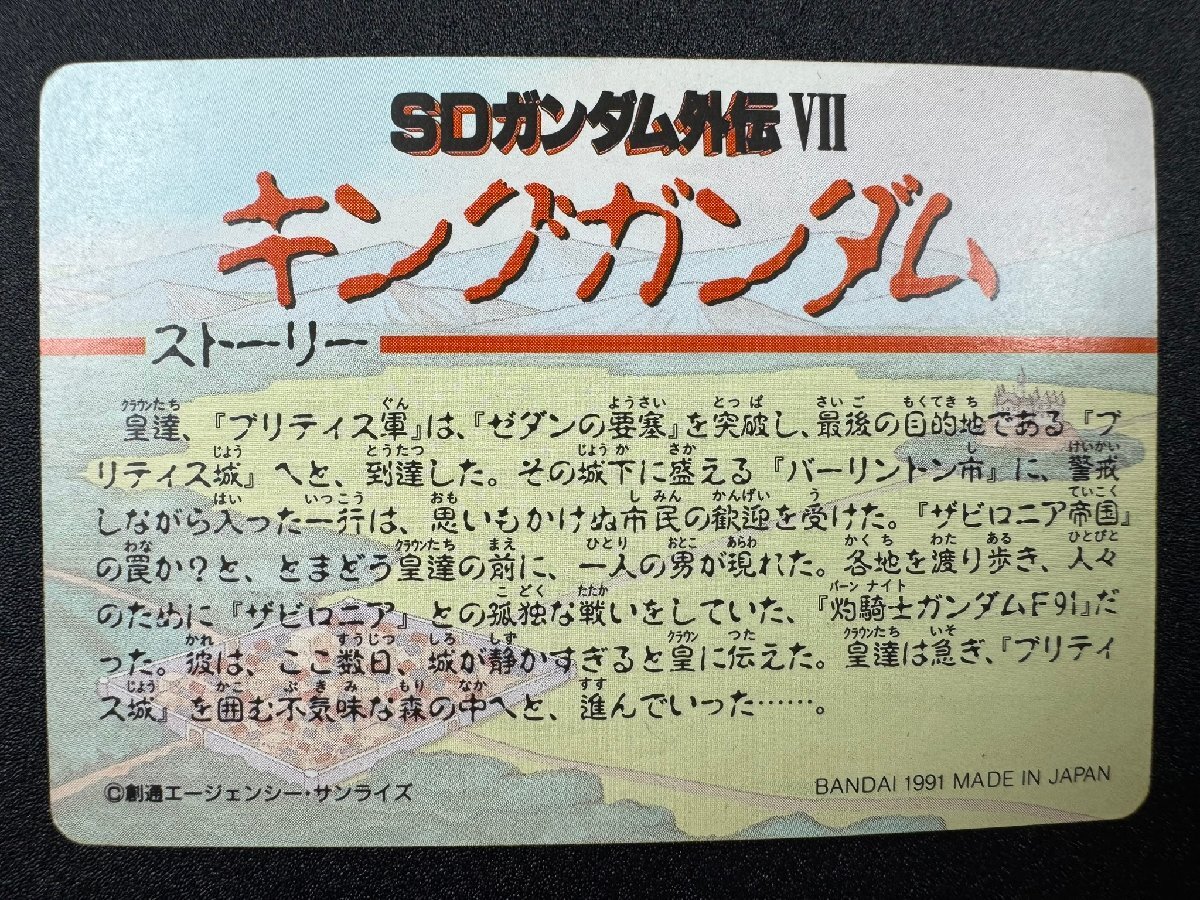 SDガンダム外伝 VII
キングガンダム
ストーリー
皇達、『ブリティス軍』は、『ゼダンの要塞』を突破し、最後の目的地である『ブ
リティス城』へと、到達した。その城下に盛える『バーリントン市』に、警戒
しながら入った一行は、思いもかけぬ市民の歓迎を受けた。『ザビロニア帝国』
の罠か？と、とまどう皇達の前に、一人の男が現れた。各地を渡り歩き、人々
のために『ザビロニア』との孤独な戦いをしていた、『灼騎士ガンダムF91』だ
った。彼は、ここ数日、城が静かすぎると皇に伝えた。皇達は急ぎ、『ブリティ
ス城』を囲む不気味な森の中へと、進んでいった……。
©創通エージェンシー・サンライズ
BANDAI 1991 MADE IN JAPAN